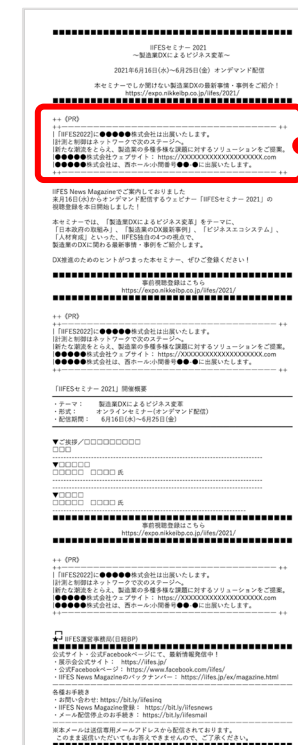 ■■■■■■■■■■■■■■■■■■■■■■■■■■■■■■
IIFESセミナー 2021
〜製造業DXによるビジネス変革〜
2021年6月16日(水)〜6月25日(金) オンデマンド配信
本セミナーでしか聞けない製造業DXの最新事情・事例をご紹介！
https://expo.nikkeibp.co.jp/iifes/2021/
■■■■■■■■■■■■■■■■■■■■■■■■■■■■■■
++《PR》
++――――――――――――――――――――――――――――++
|「IIFES2022」に●●●●●株式会社は出展いたします。
|計測と制御はネットワークで次のステージへ。
|新たな潮流をとらえ、製造業の多種多様な課題に対するソリューションをご提案。
|●●●●●株式会社ウェブサイト：https://XXXXXXXXXXXXXXXXXXX.com
|●●●●●株式会社は、西ホール:小間番号●●-●に出展いたします。
++――――――――――――――――――――――――――――++
IIFES News Magazineでご案内しておりました
来月16日(水)からオンデマンド配信するウェビナー「IIFESセミナー 2021」の
視聴登録を本日開始しました！
本セミナーでは、「製造業DXによるビジネス変革」をテーマに、
「日本政府の取組み」、「製造業のDX最新事例」、「ビジネスエコシステム」、
「人材育成」といった、IIFES独自の4つの視点で、
製造業のDXに関わる最新事情・事例をご紹介します。
DX推進のためのヒントがつまった本セミナー、ぜひご登録ください！
■■■■■■■■■■■■■■■■■■■■■■■■■■■■■■
事前視聴登録はこちら
https://expo.nikkeibp.co.jp/iifes/2021/
■■■■■■■■■■■■■■■■■■■■■■■■■■■■■■
++《PR》
++――――――――――――――――――――――――――――++
|「IIFES2022」に●●●●●株式会社は出展いたします。
|計測と制御はネットワークで次のステージへ。
|新たな潮流をとらえ、製造業の多種多様な課題に対するソリューションをご提案。
|●●●●●株式会社ウェブサイト：https://XXXXXXXXXXXXXXXXXXX.com
|●●●●●株式会社は、西ホール:小間番号●●-●に出展いたします。
++――――――――――――――――――――――――――――++
「IIFESセミナー 2021」開催概要
・テーマ：　製造業DXによるビジネス変革
・形式：　オンラインセミナー(オンデマンド配信)
・配信期間：　6月16日(水)〜6月25日(金)
▼ご挨拶／□□□□□□□□□
□□□
▼□□□□□
□□□□□　□□□□ 氏
▼□□□□
□□□□□　□□□□ 氏
■■■■■■■■■■■■■■■■■■■■■■■■■■■■■■
事前視聴登録はこちら
https://expo.nikkeibp.co.jp/iifes/2021/
■■■■■■■■■■■■■■■■■■■■■■■■■■■■■■
++《PR》
++――――――――――――――――――――――――――――++
|「IIFES2022」に●●●●●株式会社は出展いたします。
|計測と制御はネットワークで次のステージへ。
|新たな潮流をとらえ、製造業の多種多様な課題に対するソリューションをご提案。
|●●●●●株式会社ウェブサイト：https://XXXXXXXXXXXXXXXXXXX.com
|●●●●●株式会社は、西ホール:小間番号●●-●に出展いたします。
++――――――――――――――――――――――――――――++
IIFES運営事務局(日経BP)
公式サイト・公式Facebookページにて、最新情報発信中！
・展示会公式サイト：https://iifes.jp/
・公式Facebookページ：https://www.facebook.com/iifes/
・IIFES News Magazineのバックナンバー：https://iifes.jp/ex/magazine.html
各種お手続き
・お問い合わせ: https://bit.ly/iifesinq
・IIFES News Magazine登録：https://bit.ly/iifesnews
・メール配信停止のお手続き：https://bit.ly/iifesmail
※本メールは送信専用メールアドレスから配信されております。
このまま返信いただいてもお答えできませんので、ご了承ください。
■■■■■■■■■■■■■■■■■■■■■■■■■■■■■■